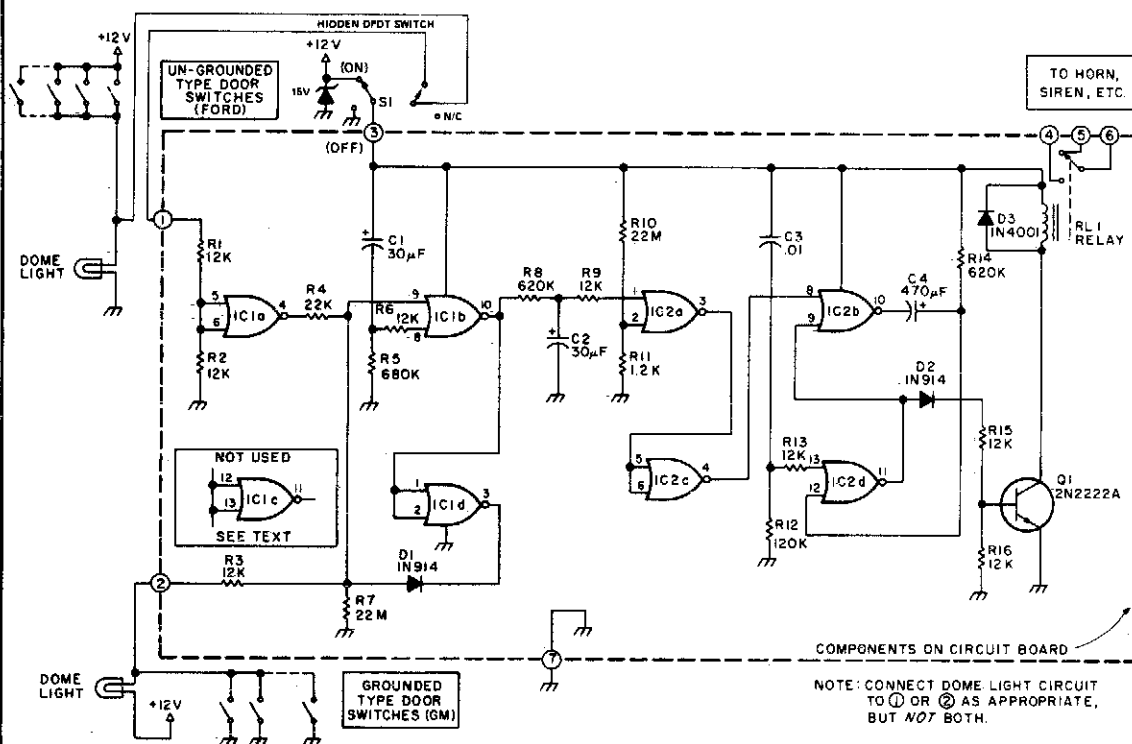 HIDDEN DPDT SWITCH
+12V
+12V
UN-GROUNDED
TYPE DOOR
SWITCHES
(FORD)
(ON)
15V
S1
N/C
TO HORN,
SIREN, ETC.
3
(OFF)
4 5 6
1
R1
12K
DOME
LIGHT
5
6
IC1a
4
R4
22K
R2
12K
C1
30µF
+
R6
12K
R5
680K
9
8
IC1b
10
R8
620K
R9
12K
+
C2
30µF
R10
22M
1
2
IC2a
3
R11
1.2K
C3
.01
8
9
IC2b
10
C4
470µF
+
R14
620K
D3
1N4001
RL1
RELAY
D2
1N914
NOT USED
12
13
IC1c
11
SEE TEXT
1
2
IC1d
3
5
6
IC2c
4
R13
12K
13
12
IC2d
11
R12
120K
R15
12K
Q1
2N2222A
R16
12K
2
R3
12K
D1
1N914
R7
22M
7
COMPONENTS ON CIRCUIT BOARD
DOME
LIGHT
+12V
GROUNDED
TYPE DOOR
SWITCHES (GM)
NOTE: CONNECT DOME LIGHT CIRCUIT
TO ① OR ② AS APPROPRIATE,
BUT NOT BOTH.